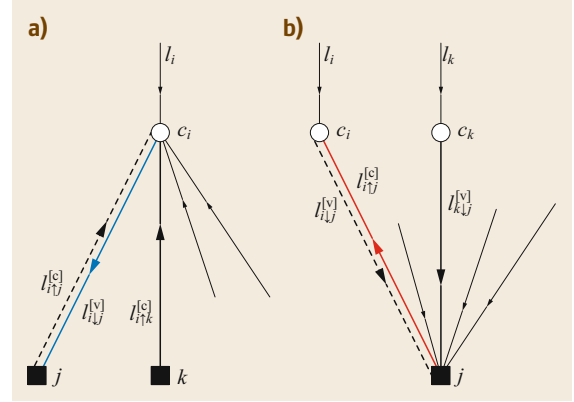 a)
b)
l_i
l_i
l_k
c_i
c_i
c_k
l_{i↑j}^{[c]}
l_{i↓j}^{[v]}
l_{i↑k}^{[c]}
l_{i↑j}^{[c]}
l_{i↓j}^{[v]}
l_{k↓j}^{[v]}
j
k
j